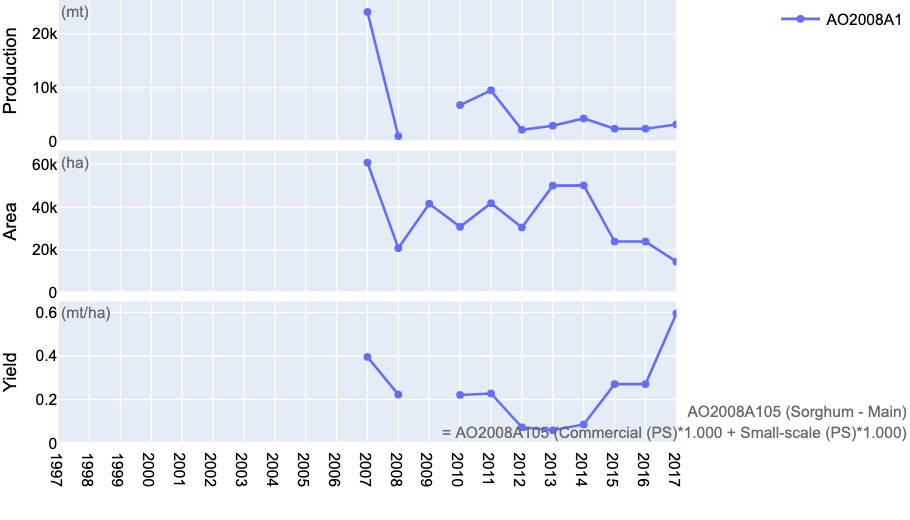 (mt)
AO2008A1
Production
20k
10k
0
(ha)
Area
60k
40k
20k
0
(mt/ha)
Yield
0.6
0.4
0.2
0
AO2008A105 (Sorghum - Main)
= AO2008A105 (Commercial (PS)*1.000 + Small-scale (PS)*1.000)
1997
1998
1999
2000
2001
2002
2003
2004
2005
2006
2007
2008
2009
2010
2011
2012
2013
2014
2015
2016
2017